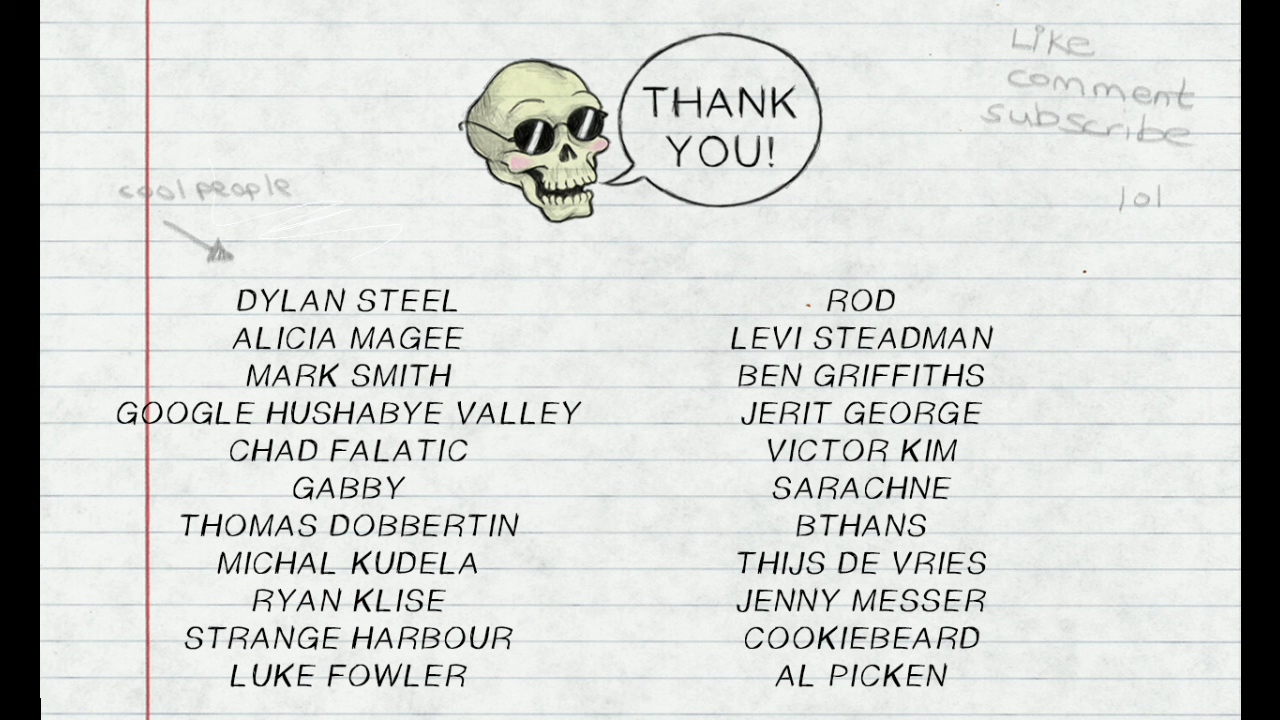 THANK
YOU!
Like
comment
subscribe
lol
cool people
DYLAN STEEL
ALICIA MAGEE
MARK SMITH
GOOGLE HUSHABYE VALLEY
CHAD FALATIC
GABBY
THOMAS DOBBERTIN
MICHAL KUDELA
RYAN KLISE
STRANGE HARBOUR
LUKE FOWLER
ROD
LEVI STEADMAN
BEN GRIFFITHS
JERIT GEORGE
VICTOR KIM
SARACHNE
BTHANS
THIJS DE VRIES
JENNY MESSER
COOKIEBEARD
AL PICKEN